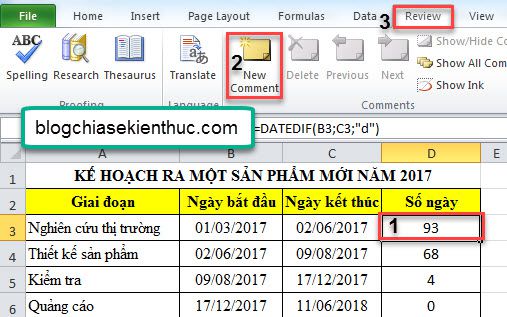 File Home Insert Page Layout Formulas Data 3 Review View
ABC
2
Spelling Research Thesaurus Translate New Comment Delete Previous Next
Show/Hide Co
Show All Comm
Show Ink
Language Comments
blogchiasekienthuc.com
=DATEDIF(B3;C3;"d")
A B C D E
1 KẾ HOẠCH RA MỘT SẢN PHẨM MỚI NĂM 2017
2 Giai đoạn Ngày bắt đầu Ngày kết thúc Số ngày
3 Nghiên cứu thị trường 01/03/2017 02/06/2017 1 93
4 Thiết kế sản phẩm 02/06/2017 09/08/2017 68
5 Kiểm tra 09/08/2017 17/12/2017 4
6 Quảng cáo 17/12/2017 11/06/2018 0